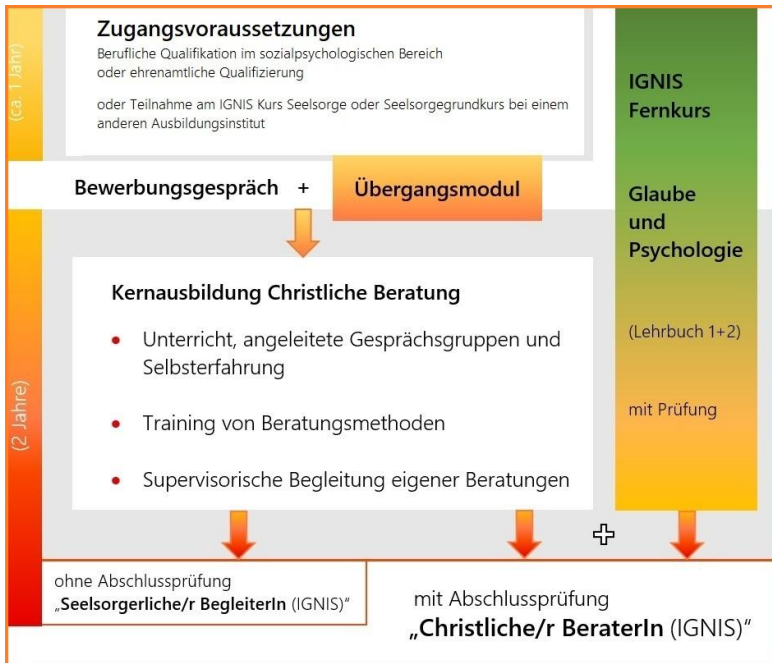 (ca. 1 Jahr)
Zugangsvoraussetzungen
Berufliche Qualifikation im sozialpsychologischen Bereich
oder ehrenamtliche Qualifizierung
oder Teilnahme am IGNIS Kurs Seelsorge oder Seelsorgegrundkurs bei einem
anderen Ausbildungsinstitut
Bewerbungsgespräch + Übergangsmodul
(2 Jahre)
Kernausbildung Christliche Beratung
• Unterricht, angeleitete Gesprächsgruppen und
Selbsterfahrung
• Training von Beratungsmethoden
• Supervisorische Begleitung eigener Beratungen
IGNIS
Fernkurs
Glaube
und
Psychologie
(Lehrbuch 1+2)
mit Prüfung
ohne Abschlussprüfung
„Seelsorgerliche/r BegleiterIn (IGNIS)“
mit Abschlussprüfung
„Christliche/r BeraterIn (IGNIS)“